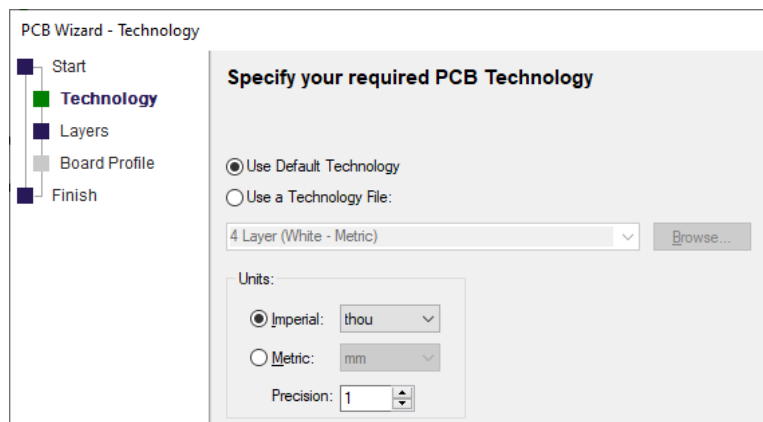 PCB Wizard - Technology
Start
Technology
Layers
Board Profile
Finish
Specify your required PCB Technology
Use Default Technology
Use a Technology File:
4 Layer (White - Metric)
Browse...
Units:
Imperial: thou
Metric: mm
Precision: 1